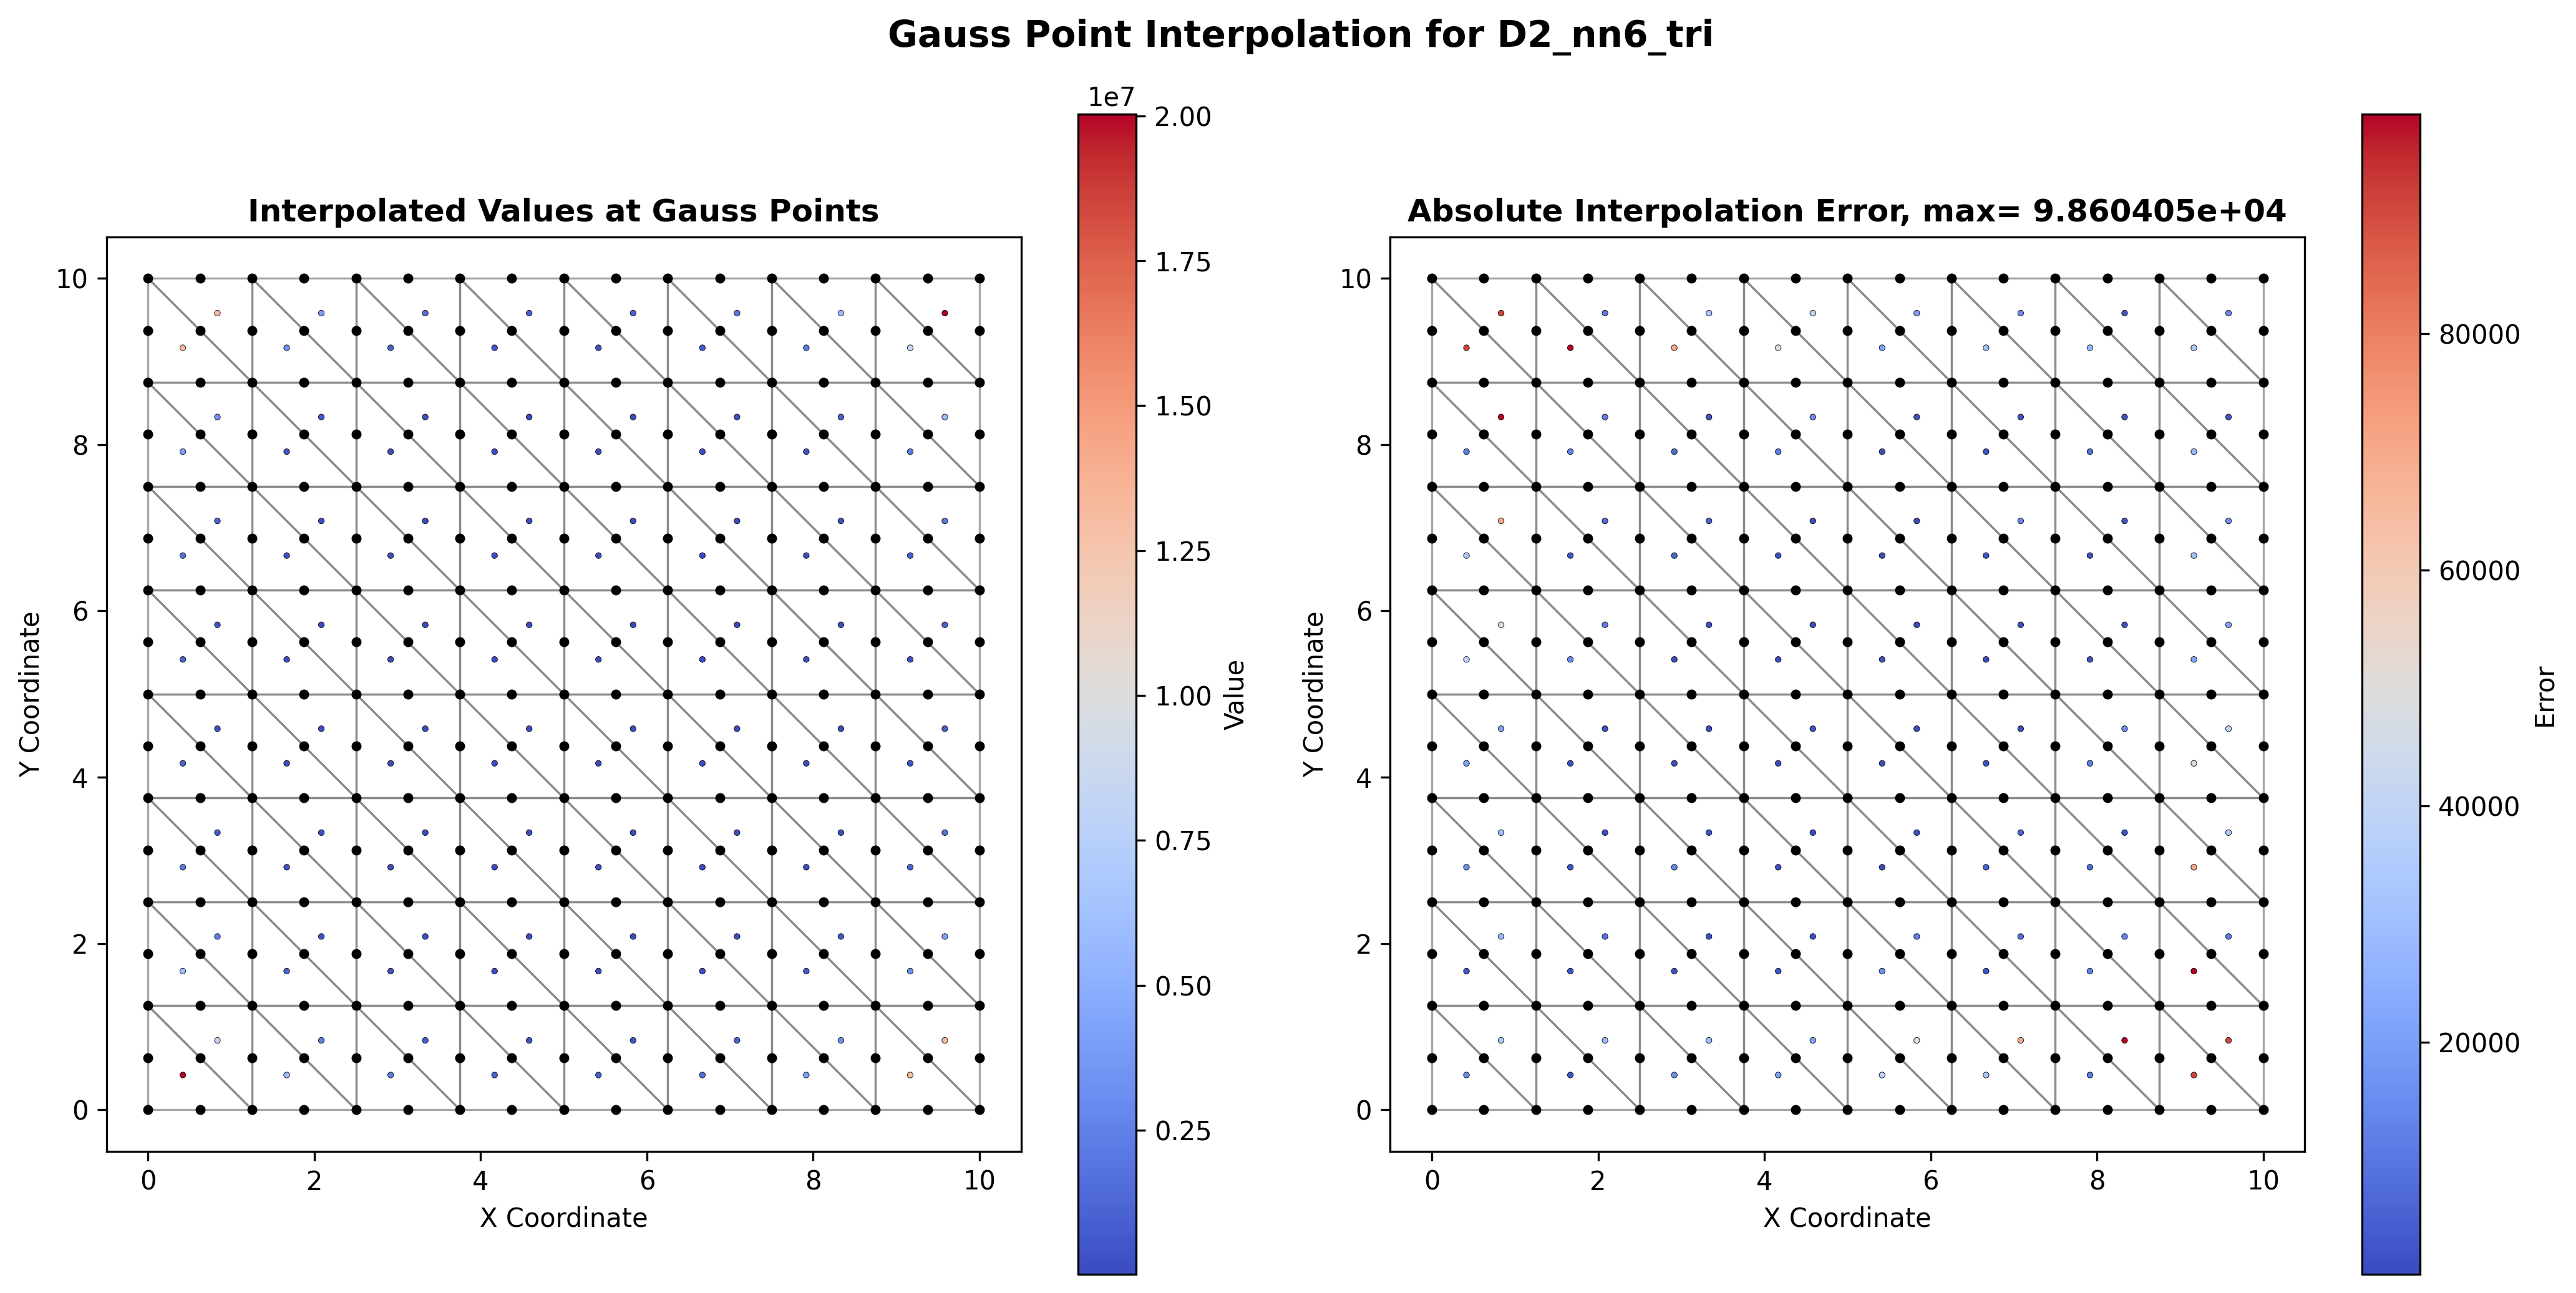 Gauss Point Interpolation for D2_nn6_tri
Interpolated Values at Gauss Points
10
8
6
4
2
0
Y Coordinate
0 2 4 6 8 10
X Coordinate
1e7
2.00
1.75
1.50
1.25
1.00
0.75
0.50
0.25
Value
Absolute Interpolation Error, max= 9.860405e+04
10
8
6
4
2
0
Y Coordinate
0 2 4 6 8 10
X Coordinate
80000
60000
40000
20000
Error